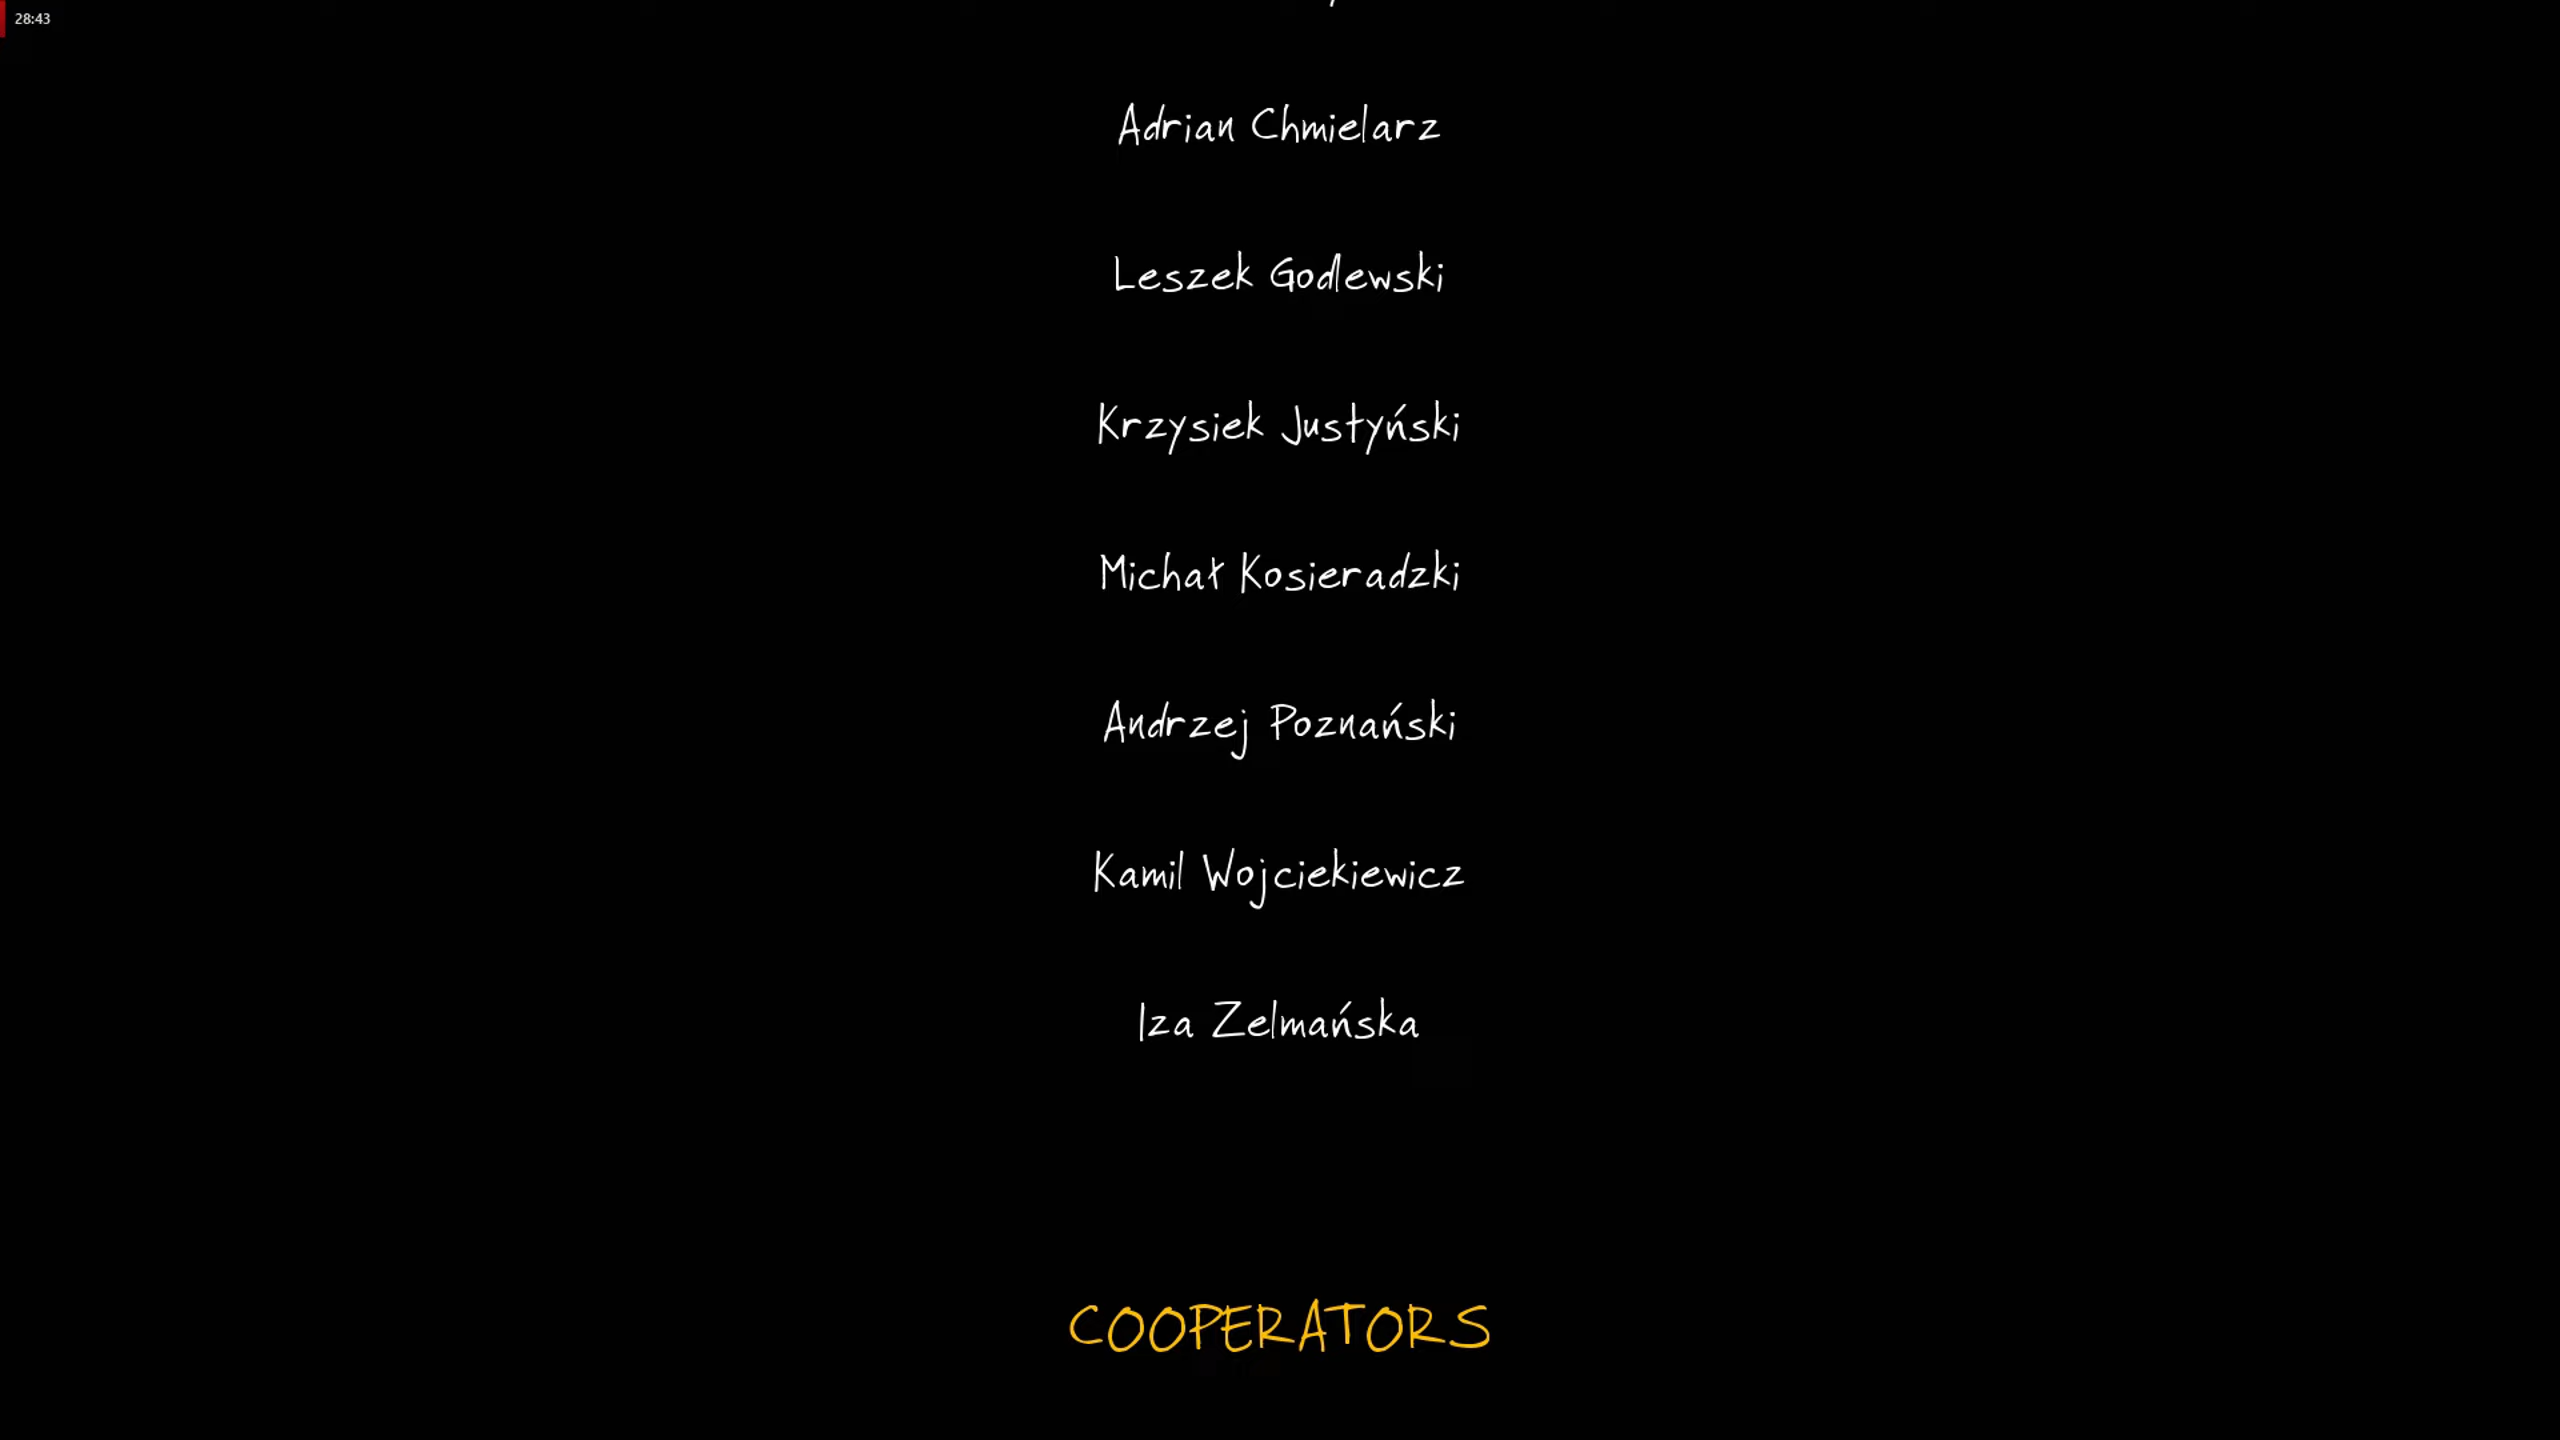 28:43
Adrian Chmielarz
Leszek Godlewski
Krzysiek Justyński
Michał Kosieradzki
Andrzej Poznański
Kamil Wojciekiewicz
Iza Zelmańska
COOPERATORS